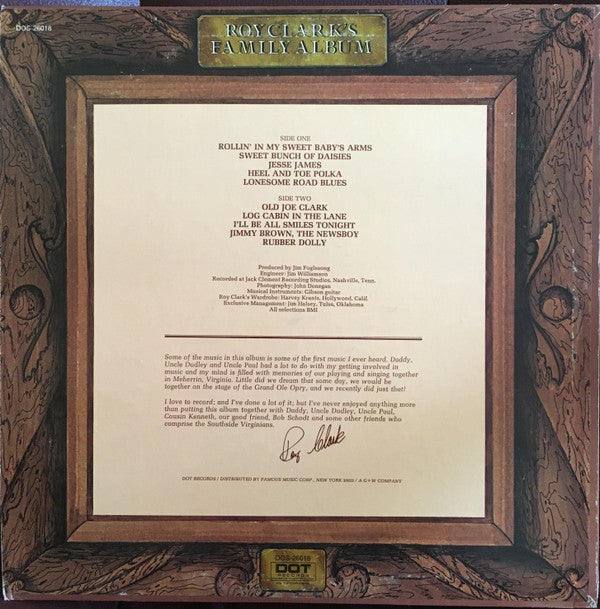 DOS-26018
ROY CLARK'S
FAMILY ALBUM
SIDE ONE
ROLLIN' IN MY SWEET BABY'S ARMS
SWEET BUNCH OF DAISIES
JESSE JAMES
HEEL AND TOE POLKA
LONESOME ROAD BLUES
SIDE TWO
OLD JOE CLARK
LOG CABIN IN THE LANE
I'LL BE ALL SMILES TONIGHT
JIMMY BROWN, THE NEWSBOY
RUBBER DOLLY
Produced by Jim Foglesong
Engineer: Jim Williamson
Recorded at Jack Clement Recording Studios, Nashville, Tenn.
Photography: John Donegan
Musical Instruments: Gibson guitar
Roy Clark's Wardrobe: Harvey Krantz, Hollywood, Calif.
Exclusive Management: Jim Halsey, Tulsa, Oklahoma
All selections BMI
Some of the music in this album is some of the first music I ever heard. Daddy,
Uncle Dudley and Uncle Paul had a lot to do with my getting involved in
music and my mind is filled with memories of our playing and singing together
in Meherrin, Virginia. Little did we dream that some day, we would be
together on the stage of the Grand Ole Opry, and we recently did just that!
I love to record; and I've done a lot of it; but I've never enjoyed anything more
than putting this album together with Daddy, Uncle Dudley, Uncle Paul,
Cousin Kenneth, our good friend, Bob Schodt and some other friends who
comprise the Southside Virginians.
Roy Clark
DOT RECORDS / DISTRIBUTED BY FAMOUS MUSIC CORP., NEW YORK 10023 / A G+W COMPANY
DOS-26018
DOT
RECORDS